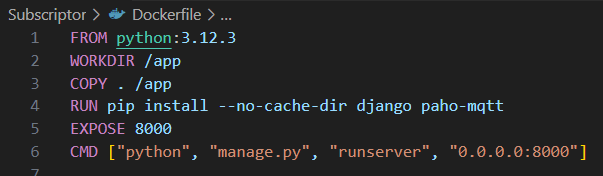 Subscriptor > Dockerfile > ...
1 FROM python:3.12.3
2 WORKDIR /app
3 COPY . /app
4 RUN pip install --no-cache-dir django paho-mqtt
5 EXPOSE 8000
6 CMD ["python", "manage.py", "runserver", "0.0.0.0:8000"]
7